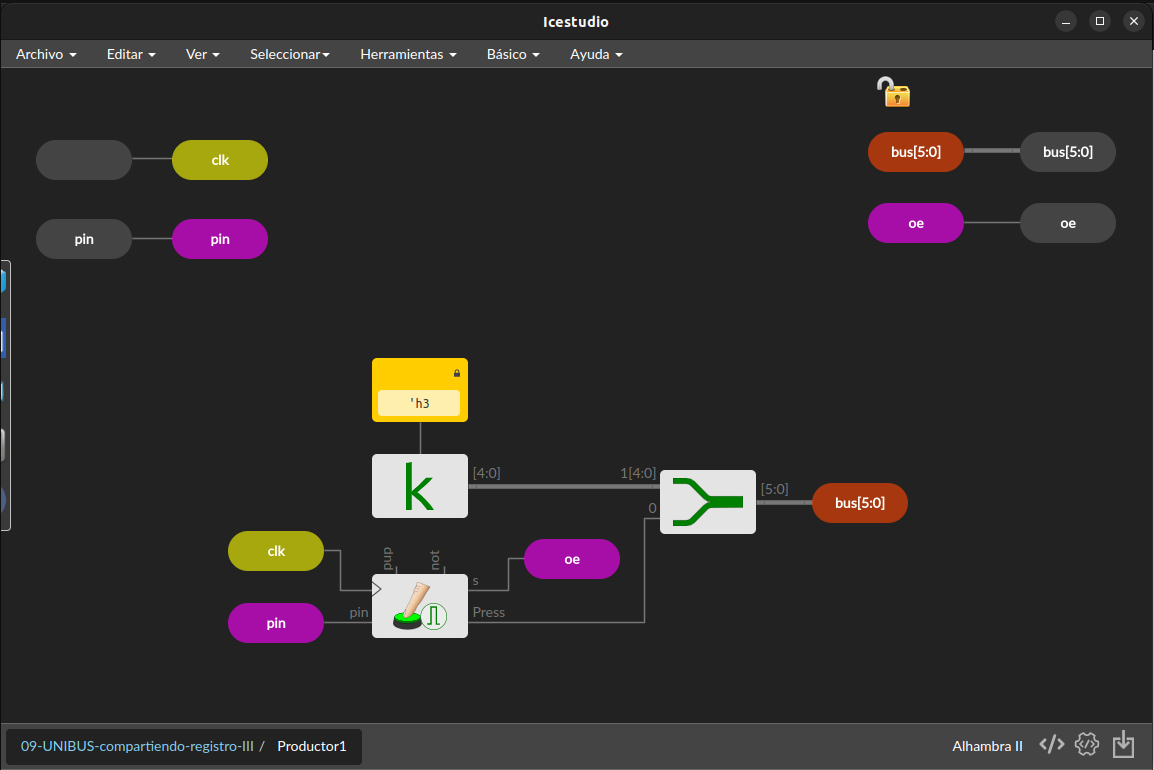 Icestudio
Archivo Editar Ver Seleccionar Herramientas Básico Ayuda
clk
bus[5:0] bus[5:0]
pin pin
oe oe
'h3
k
[4:0] 1[4:0]
[5:0]
0
bus[5:0]
clk
pup not
oe
s
pin Press
pin
09-UNIBUS-compartiendo-registro-III / Productor1
Alhambra II </>